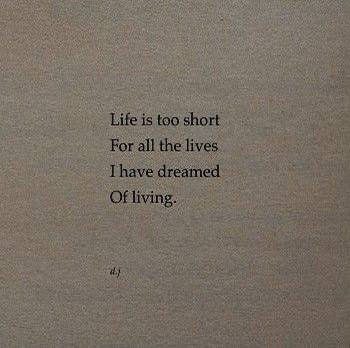 Life is too short
For all the lives
I have dreamed
Of living.
d.j